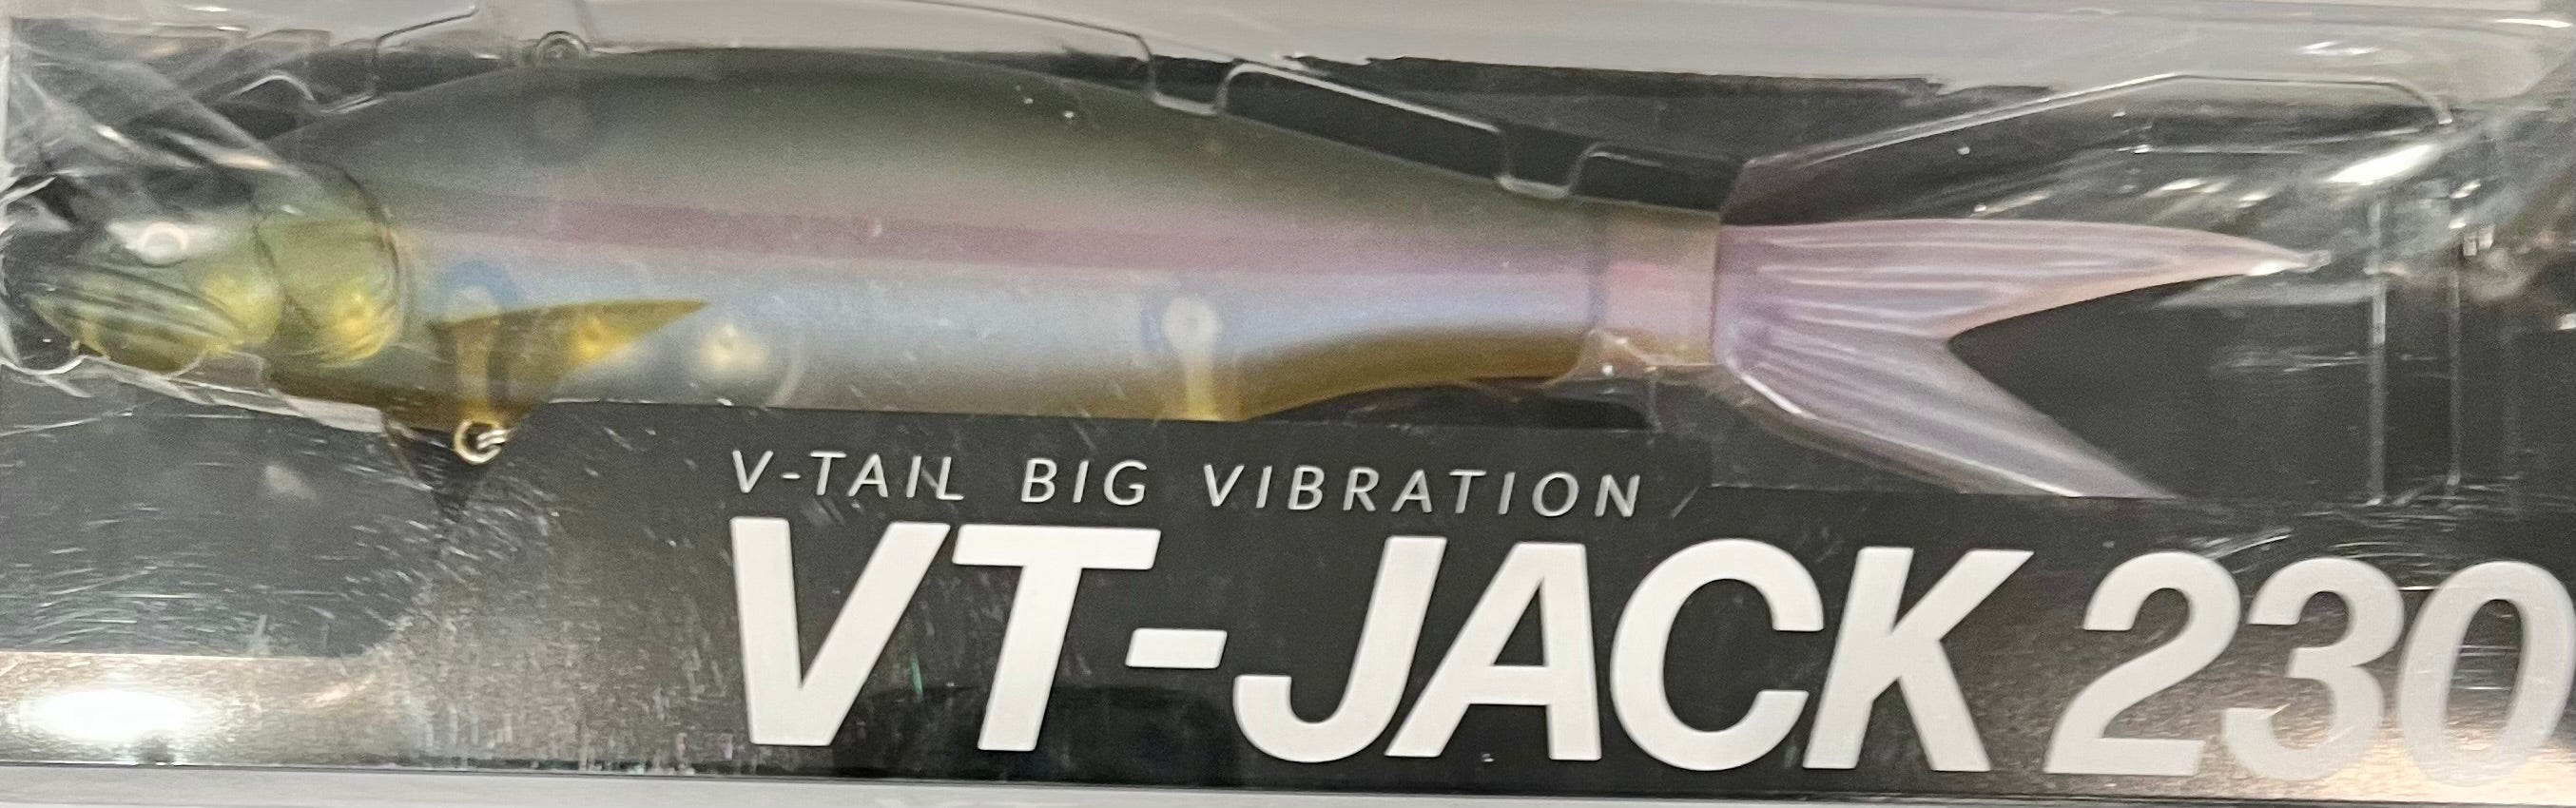 V-TAIL BIG VIBRATION
VT-JACK 230